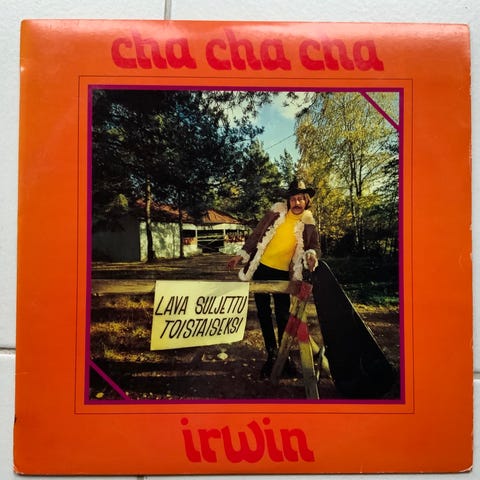 cha cha cha
LAVA SULJETTU
TOISTAISEKSI
irwin